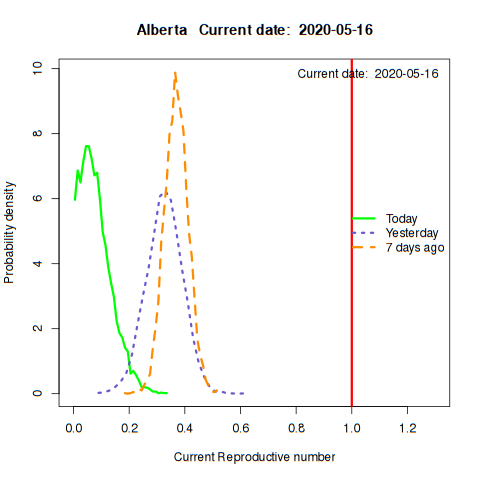 Alberta   Current date:  2020-05-16
Current date:  2020-05-16
Probability density
10
8
6
4
2
0
Today
Yesterday
7 days ago
0.0 0.2 0.4 0.6 0.8 1.0 1.2
Current Reproductive number